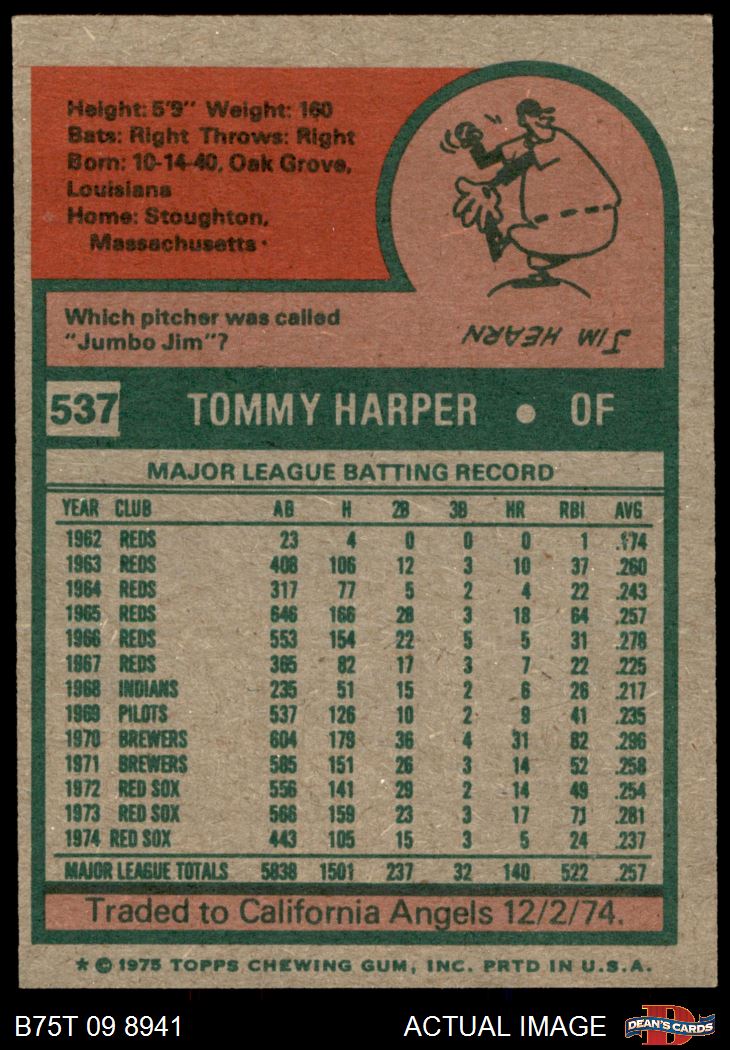 Height: 5'9" Weight: 160
Bats: Right Throws: Right
Born: 10-14-40, Oak Grove,
Louisiana
Home: Stoughton,
Massachusetts
Which pitcher was called
"Jumbo Jim"?
JIM HEARN
537 TOMMY HARPER • OF
MAJOR LEAGUE BATTING RECORD
YEAR CLUB AB H 2B 3B HR RBI AVG
1962 REDS 23 4 0 0 0 1 .174
1963 REDS 408 106 12 3 10 37 .260
1964 REDS 317 77 5 2 4 22 .243
1965 REDS 646 166 28 3 18 64 .257
1966 REDS 553 154 22 5 5 31 .278
1967 REDS 365 82 17 3 7 22 .225
1968 INDIANS 235 51 15 2 6 26 .217
1969 PILOTS 537 126 10 2 9 41 .235
1970 BREWERS 604 179 36 4 31 82 .296
1971 BREWERS 585 151 26 3 14 52 .258
1972 RED SOX 556 141 29 2 14 49 .254
1973 RED SOX 566 159 23 3 17 71 .281
1974 RED SOX 443 105 15 3 5 24 .237
MAJOR LEAGUE TOTALS 5838 1501 237 32 140 522 .257
Traded to California Angels 12/2/74.
* © 1975 TOPPS CHEWING GUM, INC. PRTD IN U.S.A.
B75T 09 8941 ACTUAL IMAGE D DEAN'S CARDS